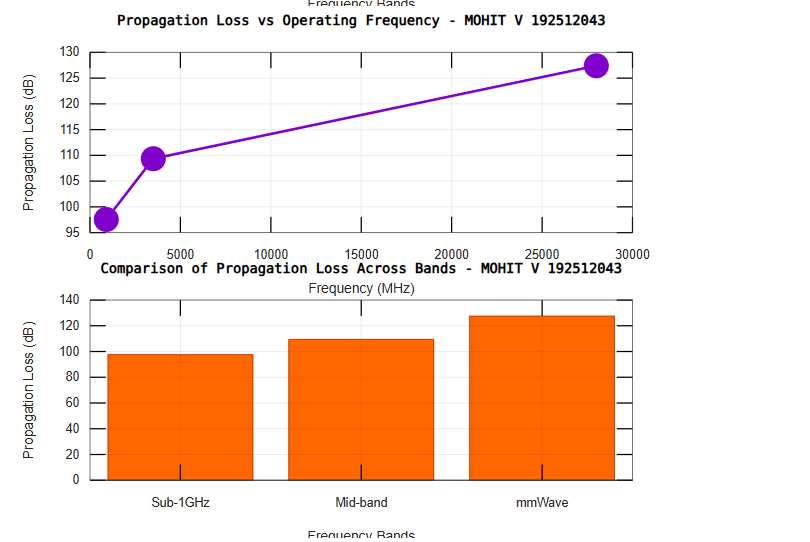 Frequency Bands
Propagation Loss vs Operating Frequency - MOHIT V 192512043
130
125
120
115
110
105
100
95
Propagation Loss (dB)
0 5000 10000 15000 20000 25000 30000
Comparison of Propagation Loss Across Bands - MOHIT V 192512043
Frequency (MHz)
140
120
100
80
60
40
20
0
Propagation Loss (dB)
Sub-1GHz Mid-band mmWave
Frequency Bands